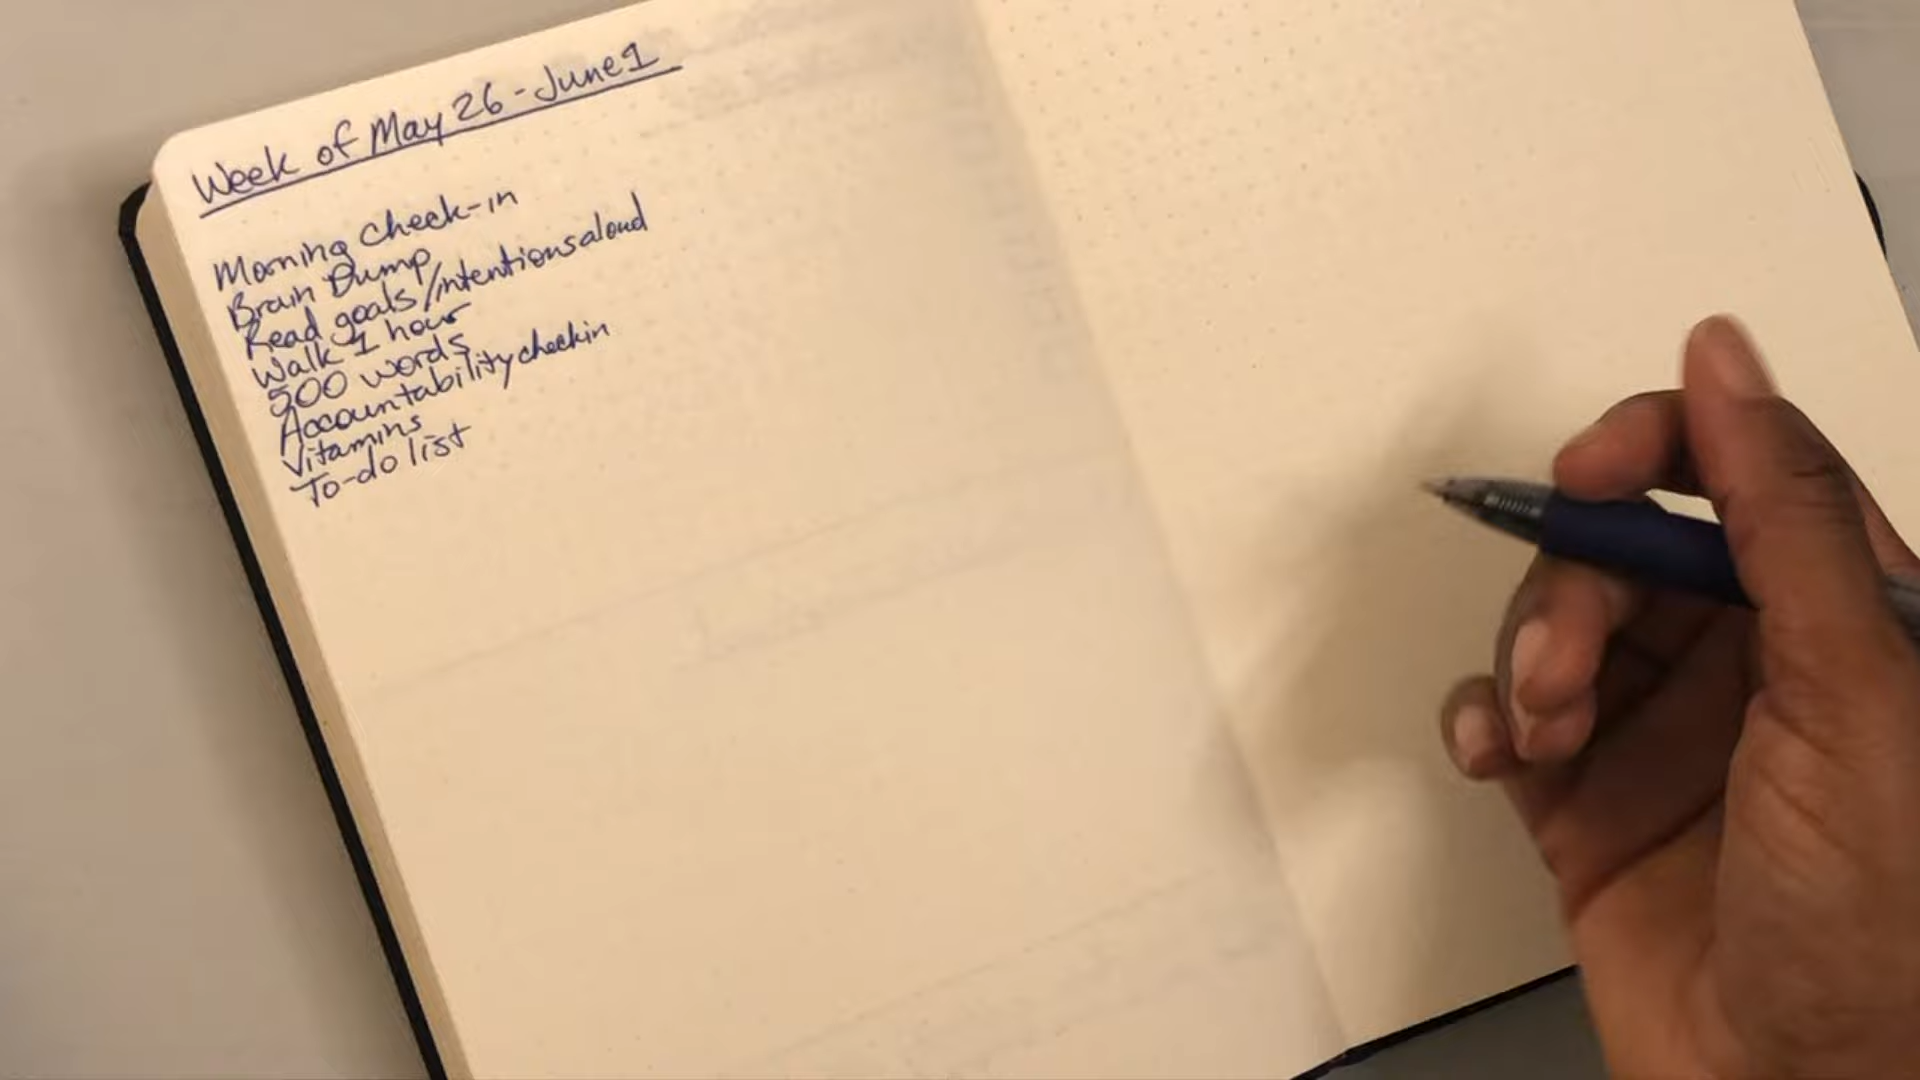 Week of May 26 - June 1
Morning Check-in
Brain Dump
Read goals/intentions aloud
Walk 1 hour
500 words
Accountability checkin
Vitamins
To-do list